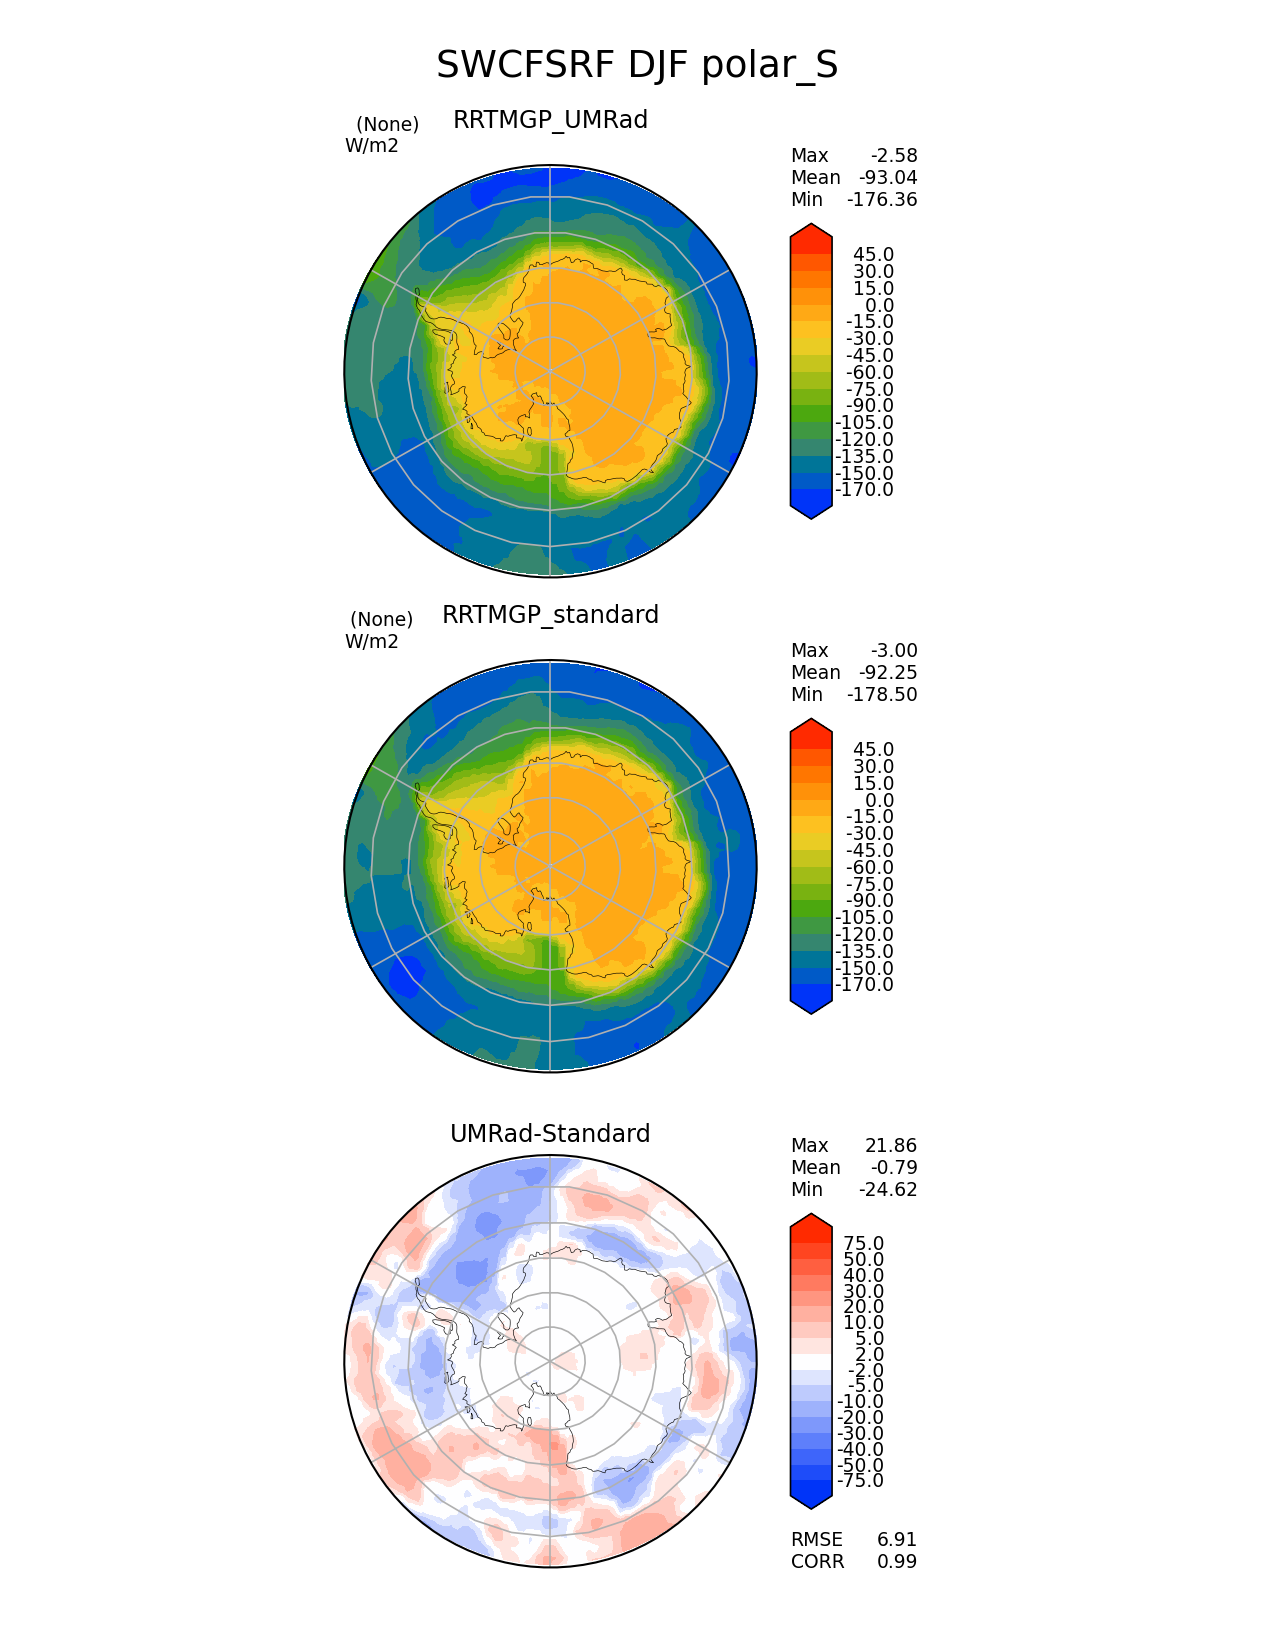 SWCFSRF DJF polar_S
(None)
RRTMGP_UMRad
W/m2
Max -2.58
Mean -93.04
Min -176.36
45.0
30.0
15.0
0.0
-15.0
-30.0
-45.0
-60.0
-75.0
-90.0
-105.0
-120.0
-135.0
-150.0
-170.0
(None)
RRTMGP_standard
W/m2
Max -3.00
Mean -92.25
Min -178.50
45.0
30.0
15.0
0.0
-15.0
-30.0
-45.0
-60.0
-75.0
-90.0
-105.0
-120.0
-135.0
-150.0
-170.0
UMRad-Standard
Max 21.86
Mean -0.79
Min -24.62
75.0
50.0
40.0
30.0
20.0
10.0
5.0
2.0
-2.0
-5.0
-10.0
-20.0
-30.0
-40.0
-50.0
-75.0
RMSE 6.91
CORR 0.99